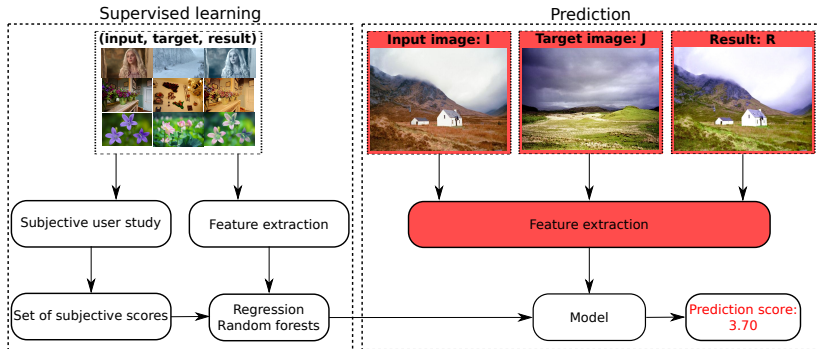 Supervised learning
(input, target, result)
Subjective user study
Feature extraction
Set of subjective scores
Regression
Random forests
Prediction
Input image: I
Target image: J
Result: R
Feature extraction
Model
Prediction score:
3.70